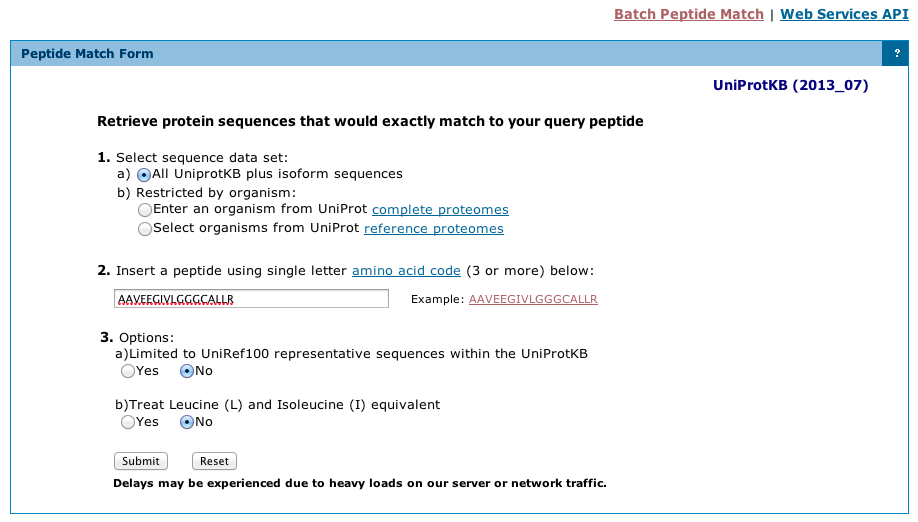 Batch Peptide Match | Web Services API
Peptide Match Form ?
UniProtKB (2013_07)
Retrieve protein sequences that would exactly match to your query peptide
1. Select sequence data set:
a) All UniprotKB plus isoform sequences
b) Restricted by organism:
Enter an organism from UniProt complete proteomes
Select organisms from UniProt reference proteomes
2. Insert a peptide using single letter amino acid code (3 or more) below:
AAVEEGIVLGGGCALLR Example: AAVEEGIVLGGGCALLR
3. Options:
a)Limited to UniRef100 representative sequences within the UniProtKB
Yes No
b)Treat Leucine (L) and Isoleucine (I) equivalent
Yes No
Submit Reset
Delays may be experienced due to heavy loads on our server or network traffic.